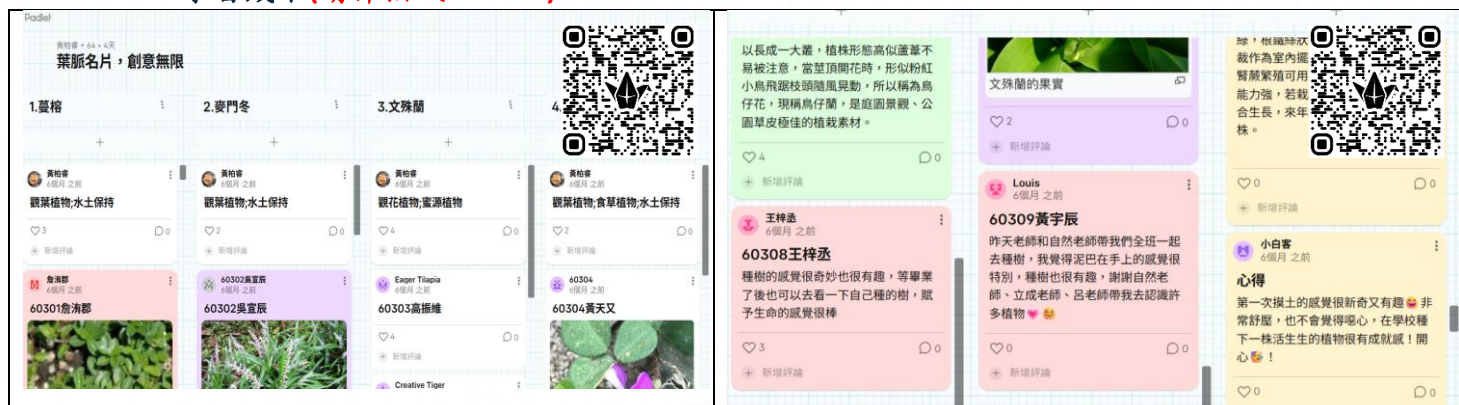 Padlet
黃柏睿 • 64 • 4天
葉脈名片，創意無限
1.蔓榕
2.麥門冬
3.文殊蘭
4.
黃柏睿
6個月 之前
觀葉植物;水土保持
3
0
新增評論
黃柏睿
6個月 之前
觀葉植物;水土保持
2
0
新增評論
黃柏睿
6個月 之前
觀花植物;蜜源植物
4
0
新增評論
黃柏睿
6個月 之前
觀葉植物;食草植物;水土保持
2
0
新增評論
詹洧郡
6個月 之前
60301詹洧郡
60302吳宣辰
6個月 之前
60302吳宣辰
Eager Tilapia
6個月 之前
60303高振維
4
0
新增評論
Creative Tiger
60304
6個月 之前
60304黃天又
以長成一大叢，植株形態高似蘆葦不
易被注意，當莖頂開花時，形似粉紅
小鳥飛踞枝頭隨風晃動，所以稱為鳥
仔花，現稱鳥仔蘭，是庭園景觀、公
園草皮極佳的植栽素材。
4
0
新增評論
王梓丞
6個月 之前
60308王梓丞
種樹的感覺很奇妙也很有趣，等畢業
了後也可以去看一下自己種的樹，賦
予生命的感覺很棒
3
0
新增評論
文殊蘭的果實
2
0
新增評論
Louis
6個月 之前
60309黃宇辰
昨天老師和自然老師帶我們全班一起
去種樹，我覺得泥巴在手上的感覺很
特別，種樹也很有趣，謝謝自然老
師、立成老師、呂老師帶我去認識許
多植物💗😆
0
0
新增評論
綠，根鐵絲狀
栽作為室內擺
腎蕨繁殖可用
能力強，若栽
合生長，來年
株。
0
0
新增評論
小白客
6個月 之前
心得
第一次摸土的感覺很新奇又有趣😝非
常舒壓，也不會覺得噁心，在學校種
下一株活生生的植物很有成就感！開
心🥳！
0
0